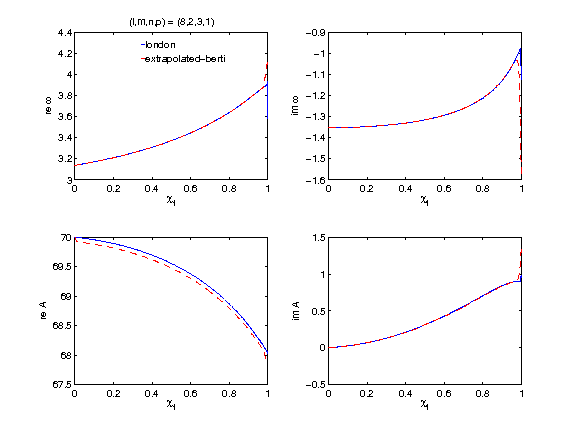 (l,m,n,p) = (8,2,3,1)
4.4
4.2
4
3.8
3.6
3.4
3.2
3
re ω
london
extrapolated−berti
0 0.2 0.4 0.6 0.8 1
χf
−0.9
−1
−1.1
−1.2
−1.3
−1.4
−1.5
−1.6
im ω
0 0.2 0.4 0.6 0.8 1
χf
70
69.5
69
68.5
68
67.5
re A
0 0.2 0.4 0.6 0.8 1
χf
1.5
1
0.5
0
−0.5
im A
0 0.2 0.4 0.6 0.8 1
χf